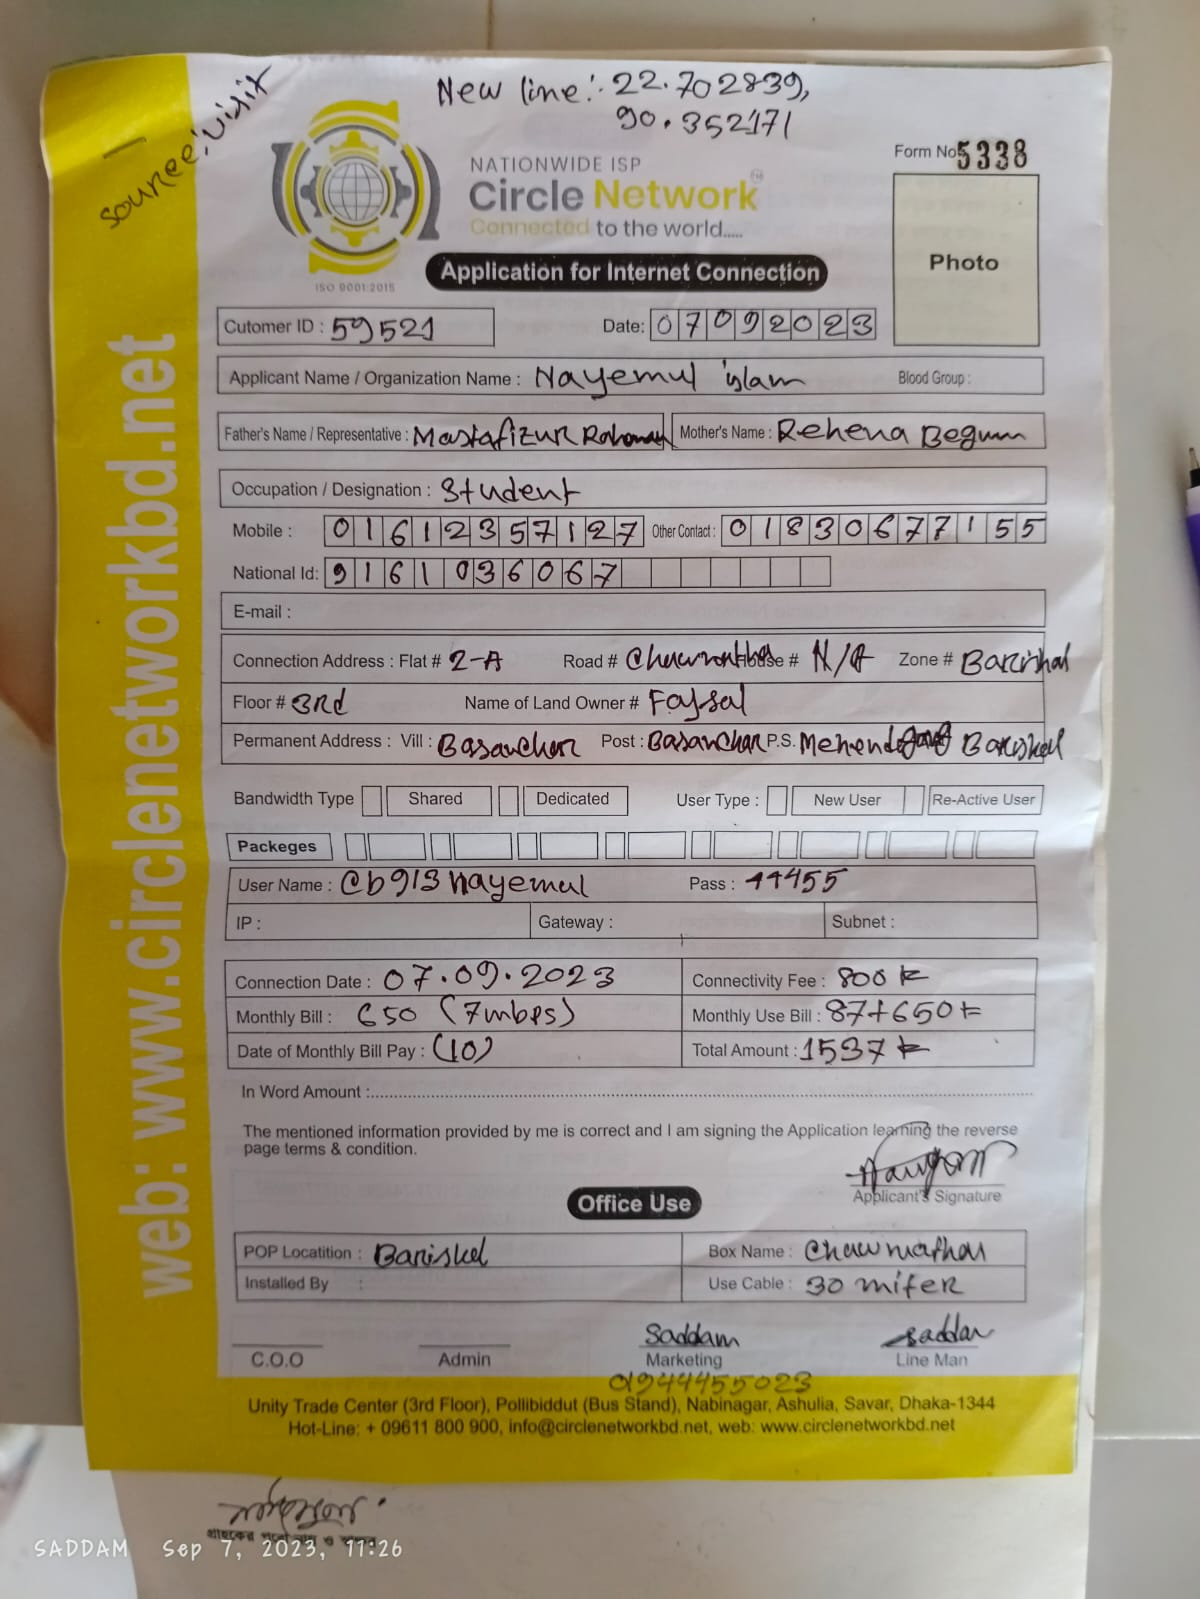 New line: 22.702839,
90.352171
Source: visit
NATIONWIDE ISP
Circle Network
Connected to the world.....
ISO 9001:2015
Form No 5338
Photo
Application for Internet Connection
Cutomer ID : 59521 Date: 07092023
Applicant Name / Organization Name : Nayemul islam Blood Group :
Father's Name / Representative : Mastafizur Rahman Mother's Name : Rehena Begum
Occupation / Designation : Student
Mobile : 01612357127 Other Contact : 01830677155
National Id: 9161036067
E-mail :
Connection Address : Flat # 2-A Road # House # N/A Zone # Barishal
Floor # 3rd Name of Land Owner # Faysal
Permanent Address : Vill : Basanchar Post : Basanchar P.S.
Bandwidth Type Shared Dedicated User Type : New User Re-Active User
Packeges
User Name : cb913nayemul Pass : 44455
IP : Gateway : Subnet :
Connection Date : 07.09.2023 Connectivity Fee : 800
Monthly Bill : 650 (7mbps) Monthly Use Bill : 87+650
Date of Monthly Bill Pay : (10) Total Amount : 1537
In Word Amount :
The mentioned information provided by me is correct and I am signing the Application learning the reverse
page terms & condition.
Applicant's Signature
Office Use
POP Locatition : Box Name :
Installed By : Use Cable : 30 miter
Saddam saddam
C.O.O Admin Marketing Line Man
01944455023
Unity Trade Center (3rd Floor), Pollibiddut (Bus Stand), Nabinagar, Ashulia, Savar, Dhaka-1344
Hot-Line: + 09611 800 900, info@circlenetworkbd.net, web: www.circlenetworkbd.net
web: www.circlenetworkbd.net
SADDAM Sep 7, 2023, 11:26